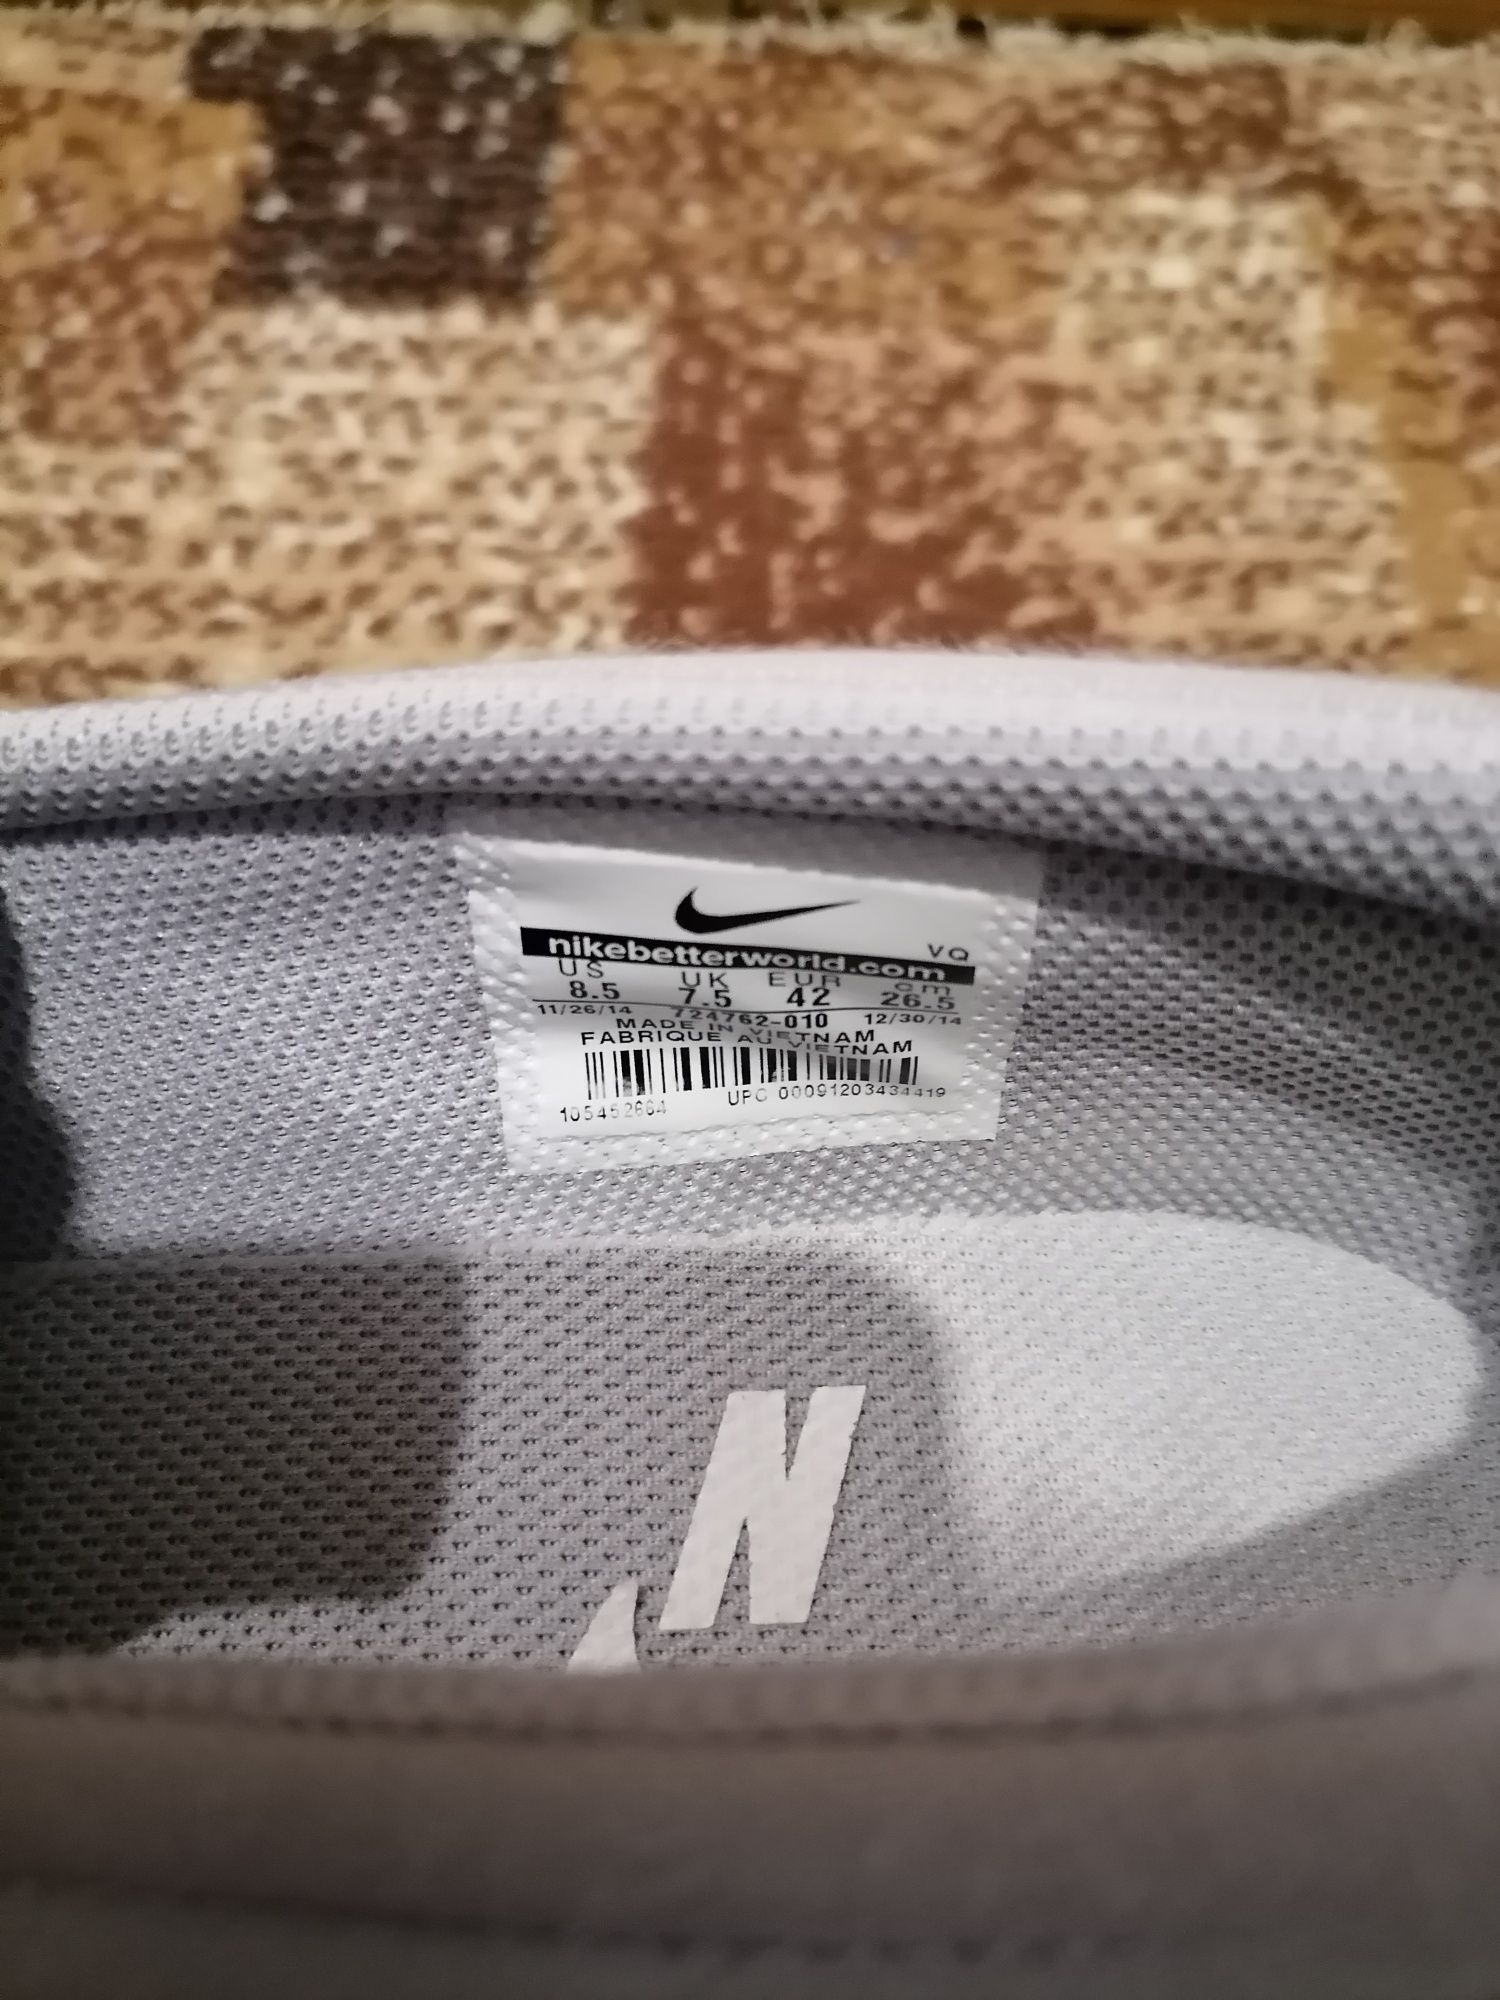 nikebetterworld.com VQ
US UK EUR cm
8.5 7.5 42 26.5
11/26/14 724762-010 12/30/14
MADE IN VIETNAM
FABRIQUE AU VIETNAM
105452664 UPC 00091203434419
N